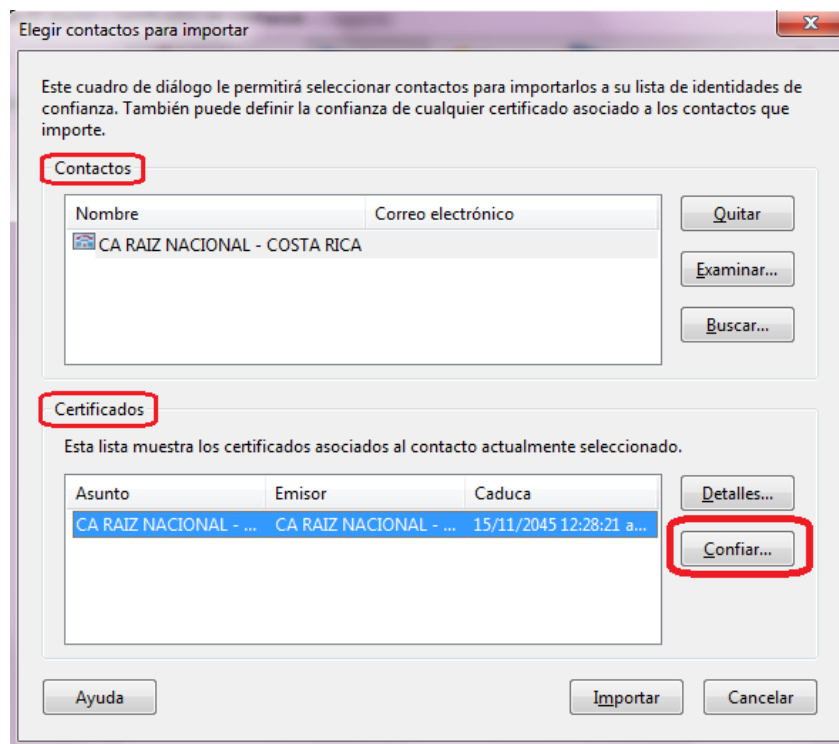 Elegir contactos para importar
Este cuadro de diálogo le permitirá seleccionar contactos para importarlos a su lista de identidades de
confianza. También puede definir la confianza de cualquier certificado asociado a los contactos que
importe.
Contactos
Nombre Correo electrónico
CA RAIZ NACIONAL - COSTA RICA
Quitar
Examinar...
Buscar...
Certificados
Esta lista muestra los certificados asociados al contacto actualmente seleccionado.
Asunto Emisor Caduca
CA RAIZ NACIONAL - ... CA RAIZ NACIONAL - ... 15/11/2045 12:28:21 a...
Detalles...
Confiar...
Ayuda Importar Cancelar